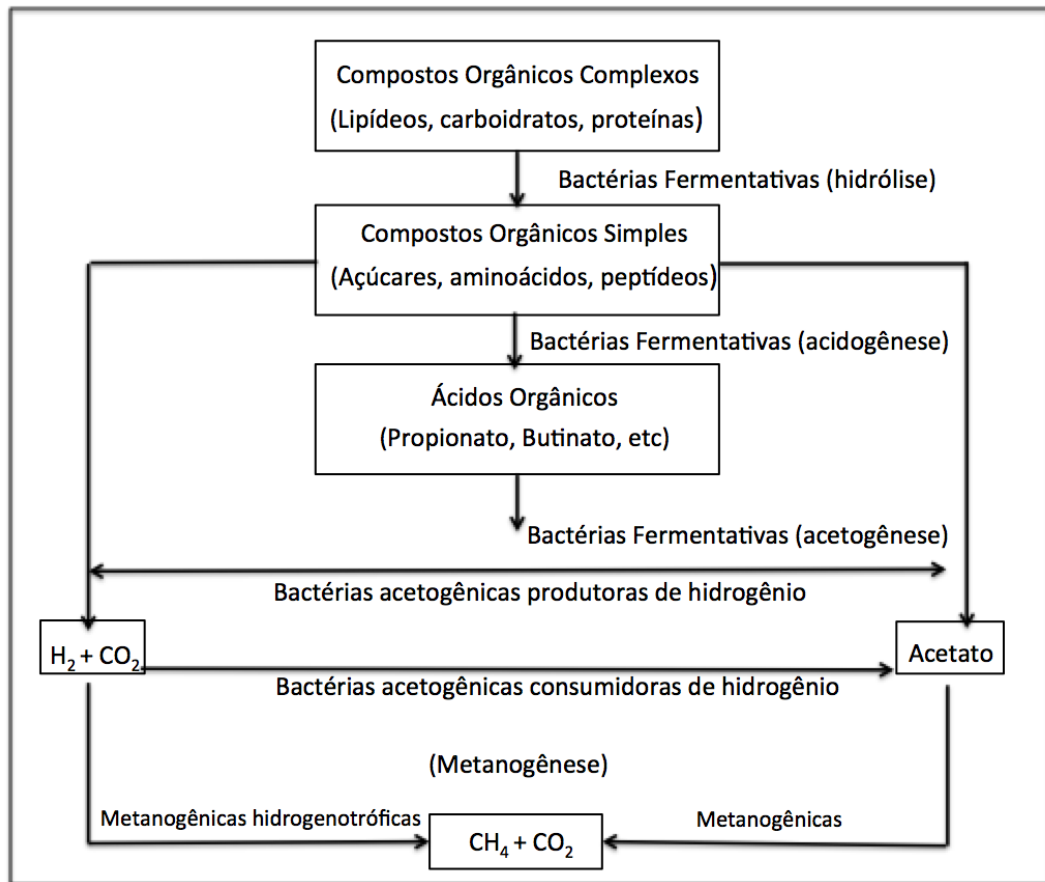 Compostos Orgânicos Complexos
(Lipídeos, carboidratos, proteínas)
Bactérias Fermentativas (hidrólise)
Compostos Orgânicos Simples
(Açúcares, aminoácidos, peptídeos)
Bactérias Fermentativas (acidogênese)
Ácidos Orgânicos
(Propionato, Butinato, etc)
Bactérias Fermentativas (acetogênese)
Bactérias acetogênicas produtoras de hidrogênio
H₂ + CO₂
Acetato
Bactérias acetogênicas consumidoras de hidrogênio
(Metanogênese)
Metanogênicas hidrogenotróficas
Metanogênicas
CH₄ + CO₂